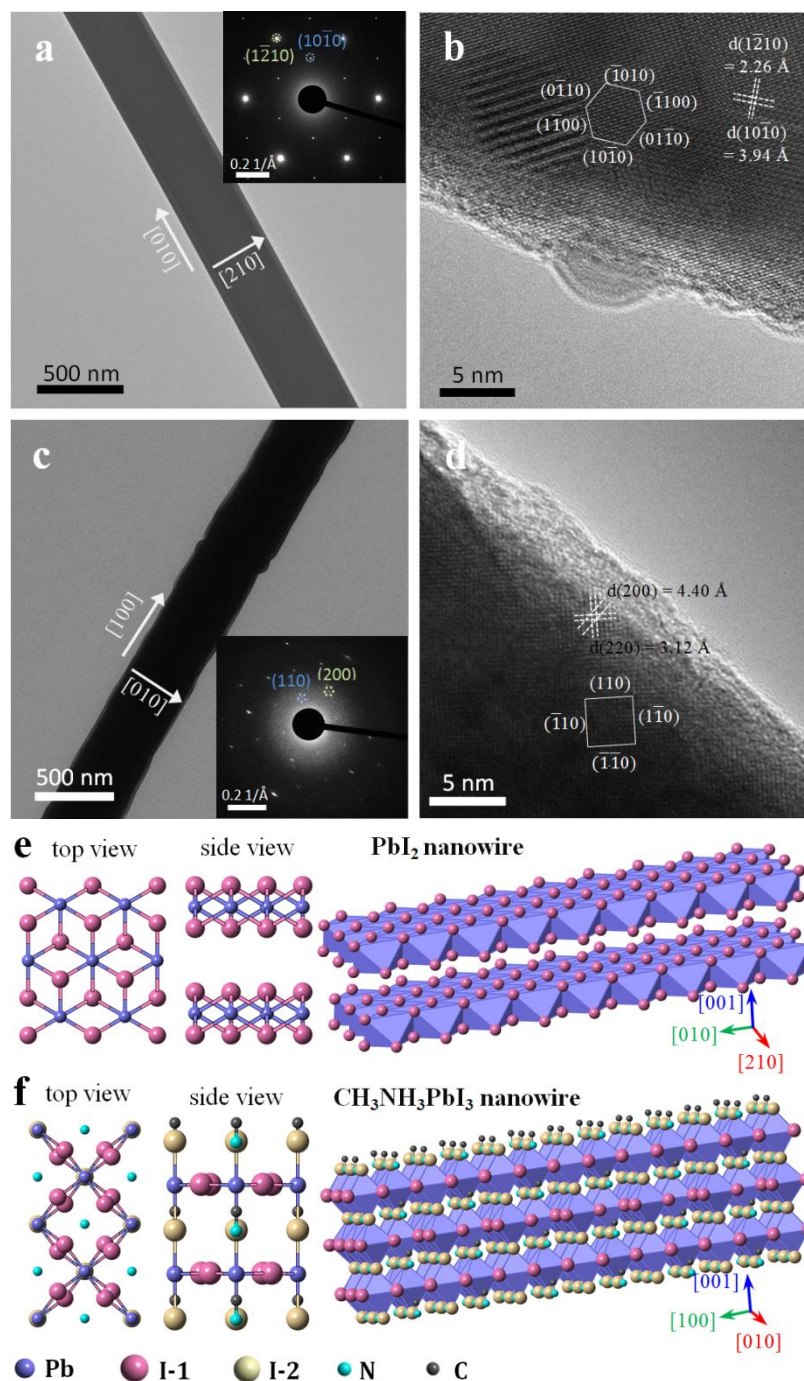 a
(1̅210) (101̅0)
0.2 1/Å
[010]
[210]
500 nm
b
d(12̅10)
= 2.26 Å
(1̅010)
(01̅10)
(1̅100)
(11̅00)
(011̅0)
(101̅0)
d(101̅0)
= 3.94 Å
5 nm
c
[100]
[010]
(110)
(200)
0.2 1/Å
500 nm
d
d(200) = 4.40 Å
d(220) = 3.12 Å
(110)
(1̅10)
(11̅0)
(1̅1̅0)
5 nm
e
top view
side view
PbI₂ nanowire
[001]
[010]
[210]
f
top view
side view
CH₃NH₃PbI₃ nanowire
[001]
[100]
[010]
Pb I-1 I-2 N C